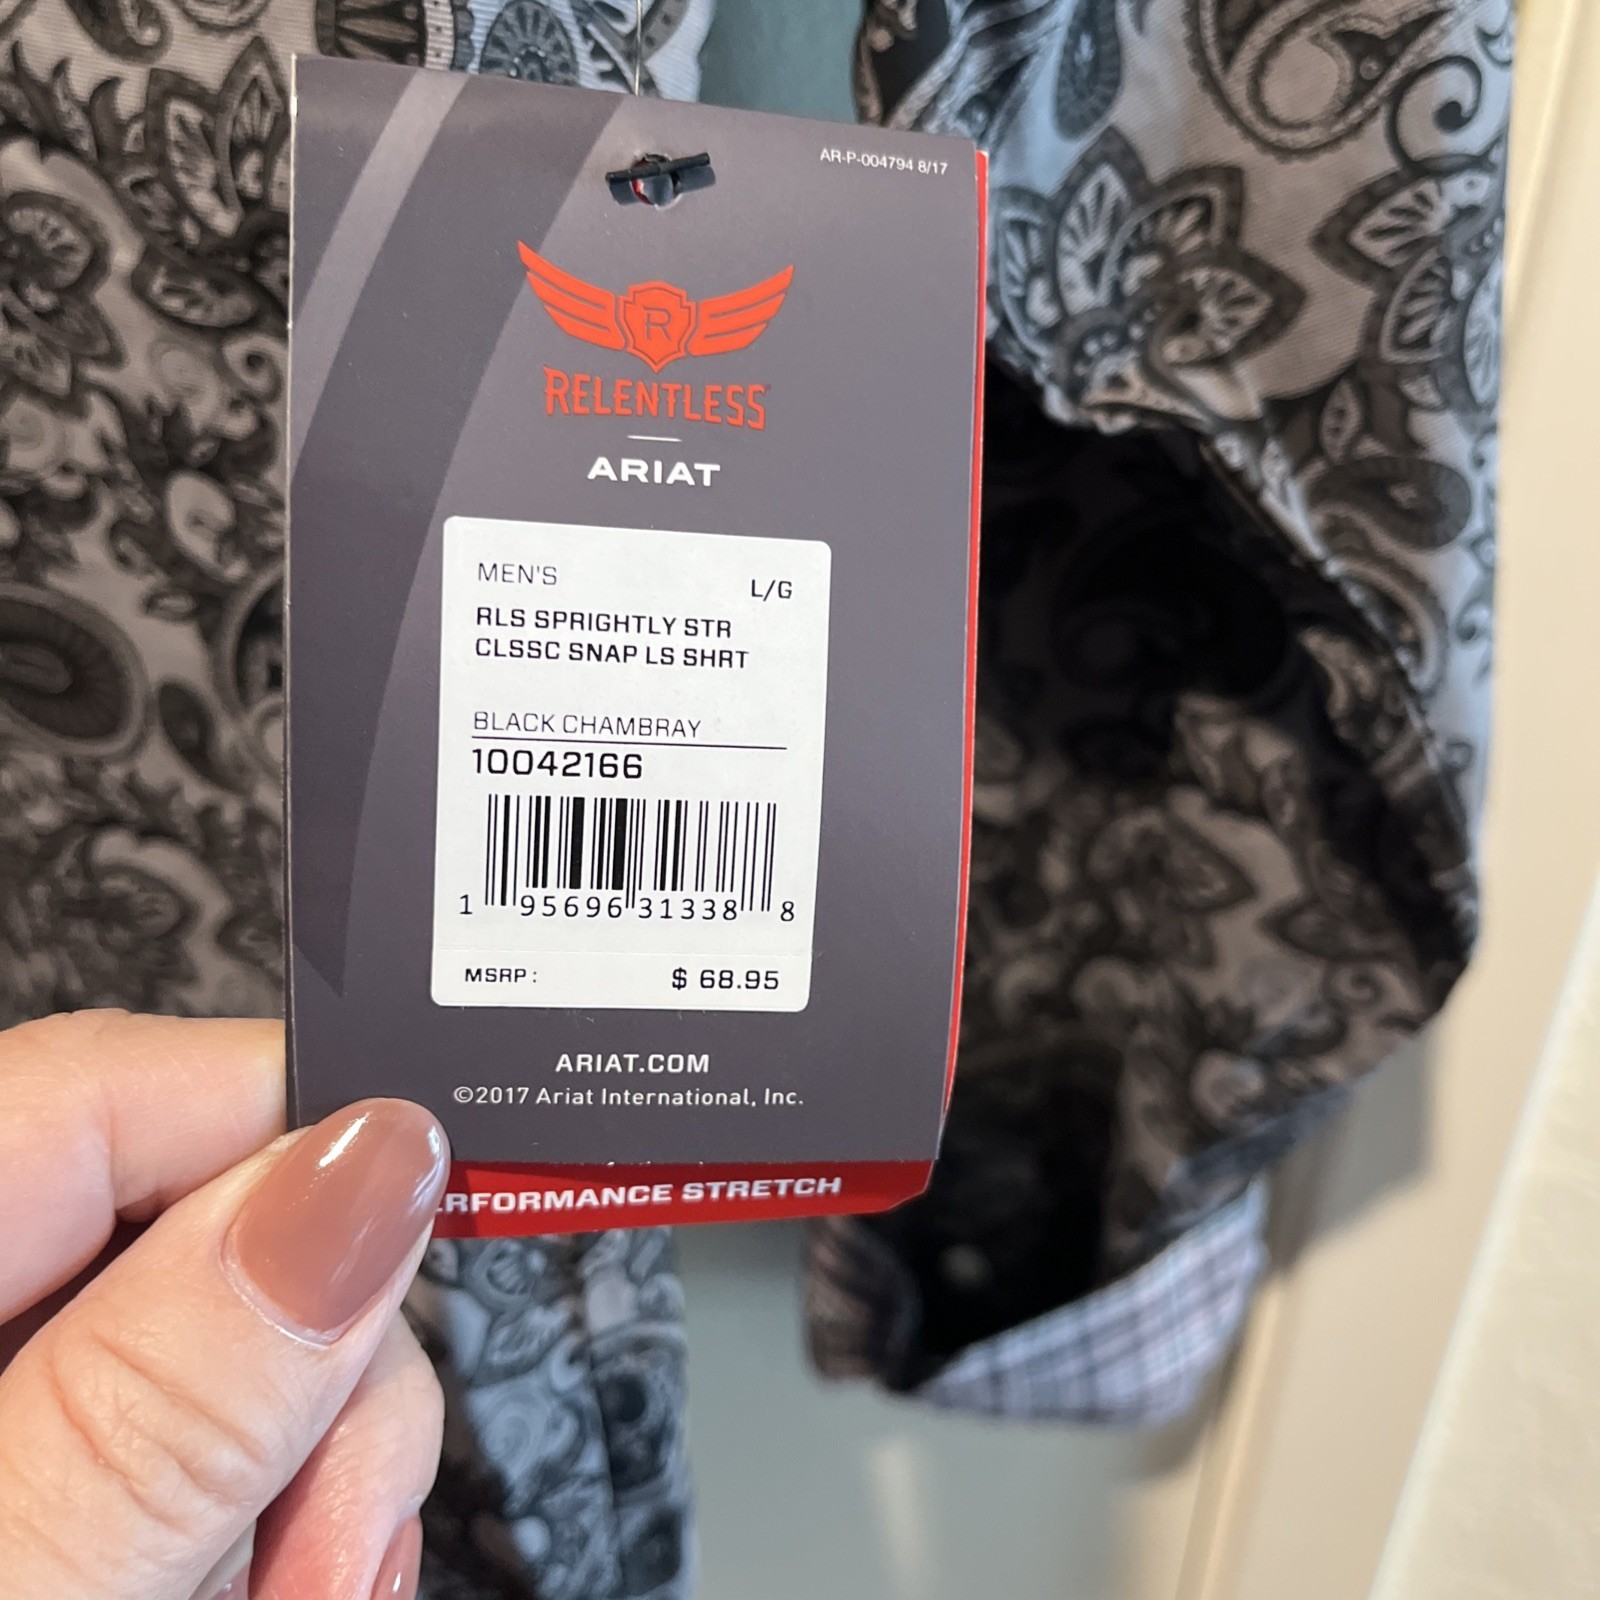 AR-P-004794 8/17
R
RELENTLESS
ARIAT
MEN'S
L/G
RLS SPRIGHTLY STR
CLSSC SNAP LS SHRT
BLACK CHAMBRAY
10042166
1 95696 31338 8
MSRP: $ 68.95
ARIAT.COM
©2017 Ariat International, Inc.
STRETCH